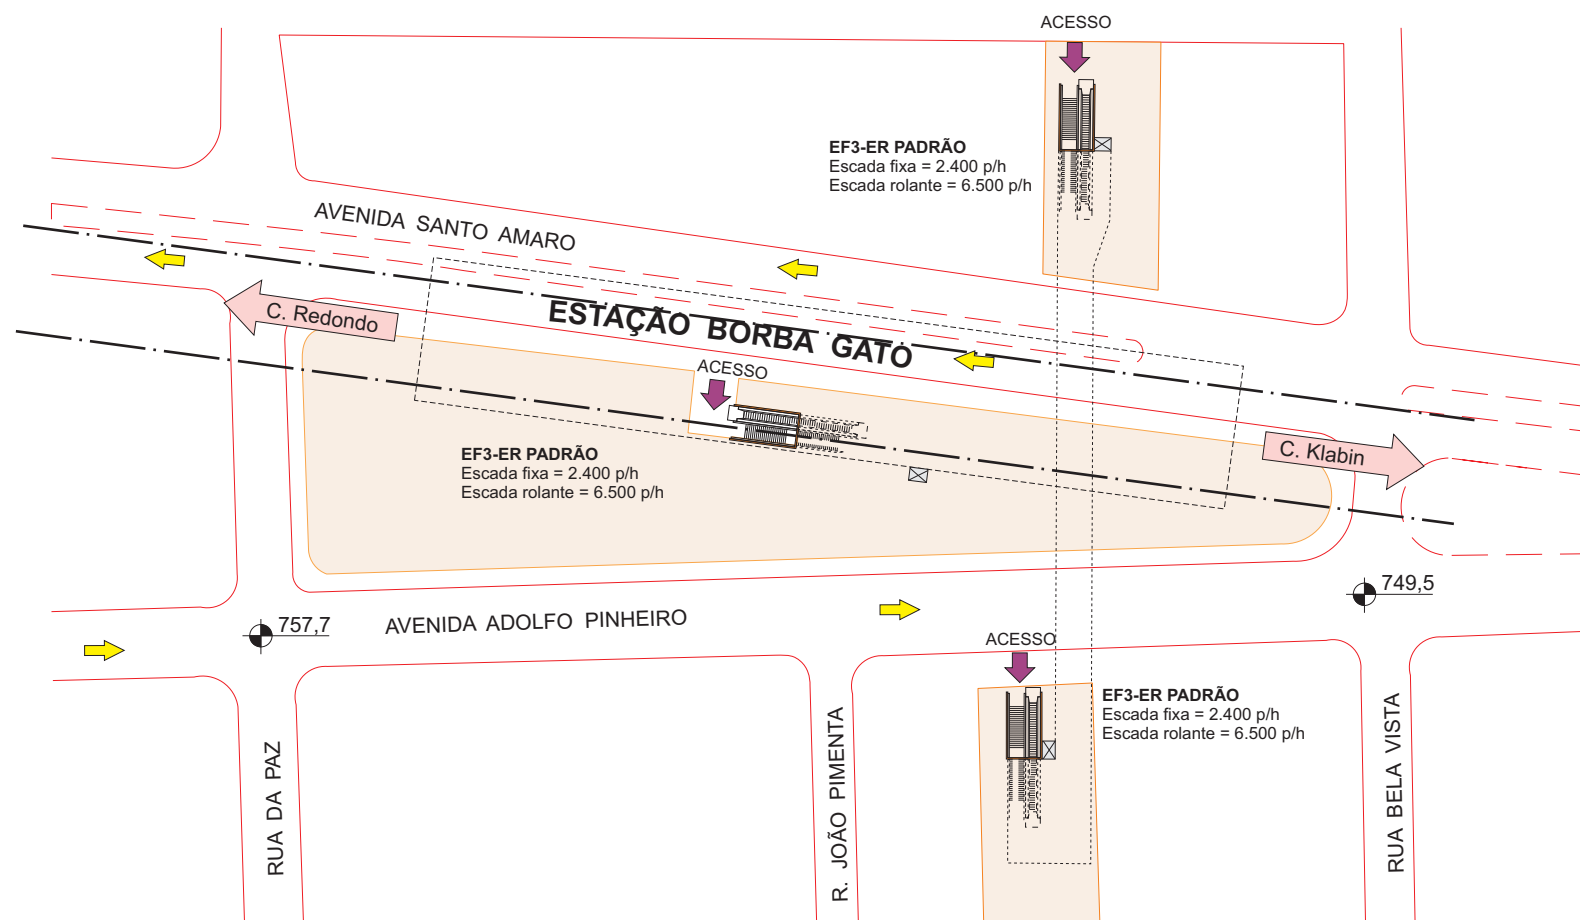 ACESSO
EF3-ER PADRÃO
Escada fixa = 2.400 p/h
Escada rolante = 6.500 p/h
AVENIDA SANTO AMARO
C. Redondo
ESTAÇÃO BORBA GATO
ACESSO
EF3-ER PADRÃO
Escada fixa = 2.400 p/h
Escada rolante = 6.500 p/h
C. Klabin
749,5
757,7
AVENIDA ADOLFO PINHEIRO
ACESSO
EF3-ER PADRÃO
Escada fixa = 2.400 p/h
Escada rolante = 6.500 p/h
RUA DA PAZ
R. JOÃO PIMENTA
RUA BELA VISTA